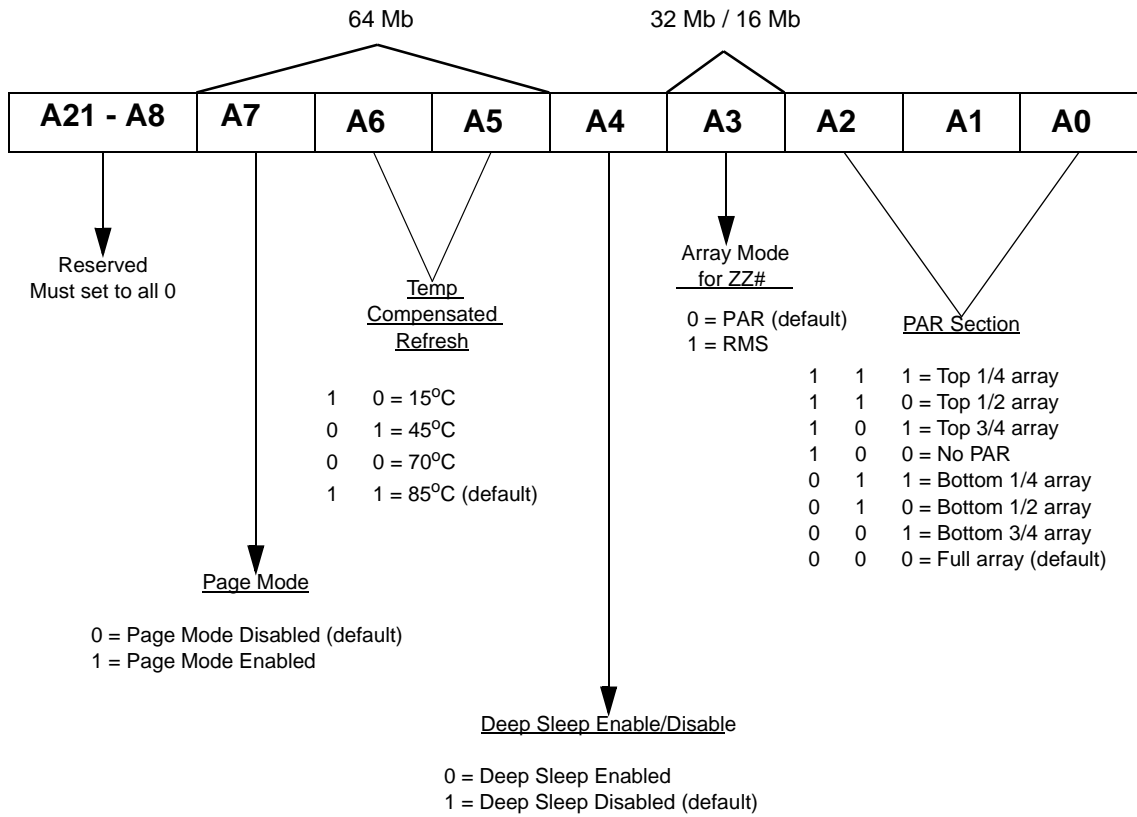 64 Mb
32 Mb / 16 Mb
A21 - A8 A7 A6 A5 A4 A3 A2 A1 A0
Reserved
Must set to all 0
Temp
Compensated
Refresh
1 0 = 15°C
0 1 = 45°C
0 0 = 70°C
1 1 = 85°C (default)
Array Mode
for ZZ#
0 = PAR (default)
1 = RMS
PAR Section
1 1 1 = Top 1/4 array
1 1 0 = Top 1/2 array
1 0 1 = Top 3/4 array
1 0 0 = No PAR
0 1 1 = Bottom 1/4 array
0 1 0 = Bottom 1/2 array
0 0 1 = Bottom 3/4 array
0 0 0 = Full array (default)
Page Mode
0 = Page Mode Disabled (default)
1 = Page Mode Enabled
Deep Sleep Enable/Disable
0 = Deep Sleep Enabled
1 = Deep Sleep Disabled (default)